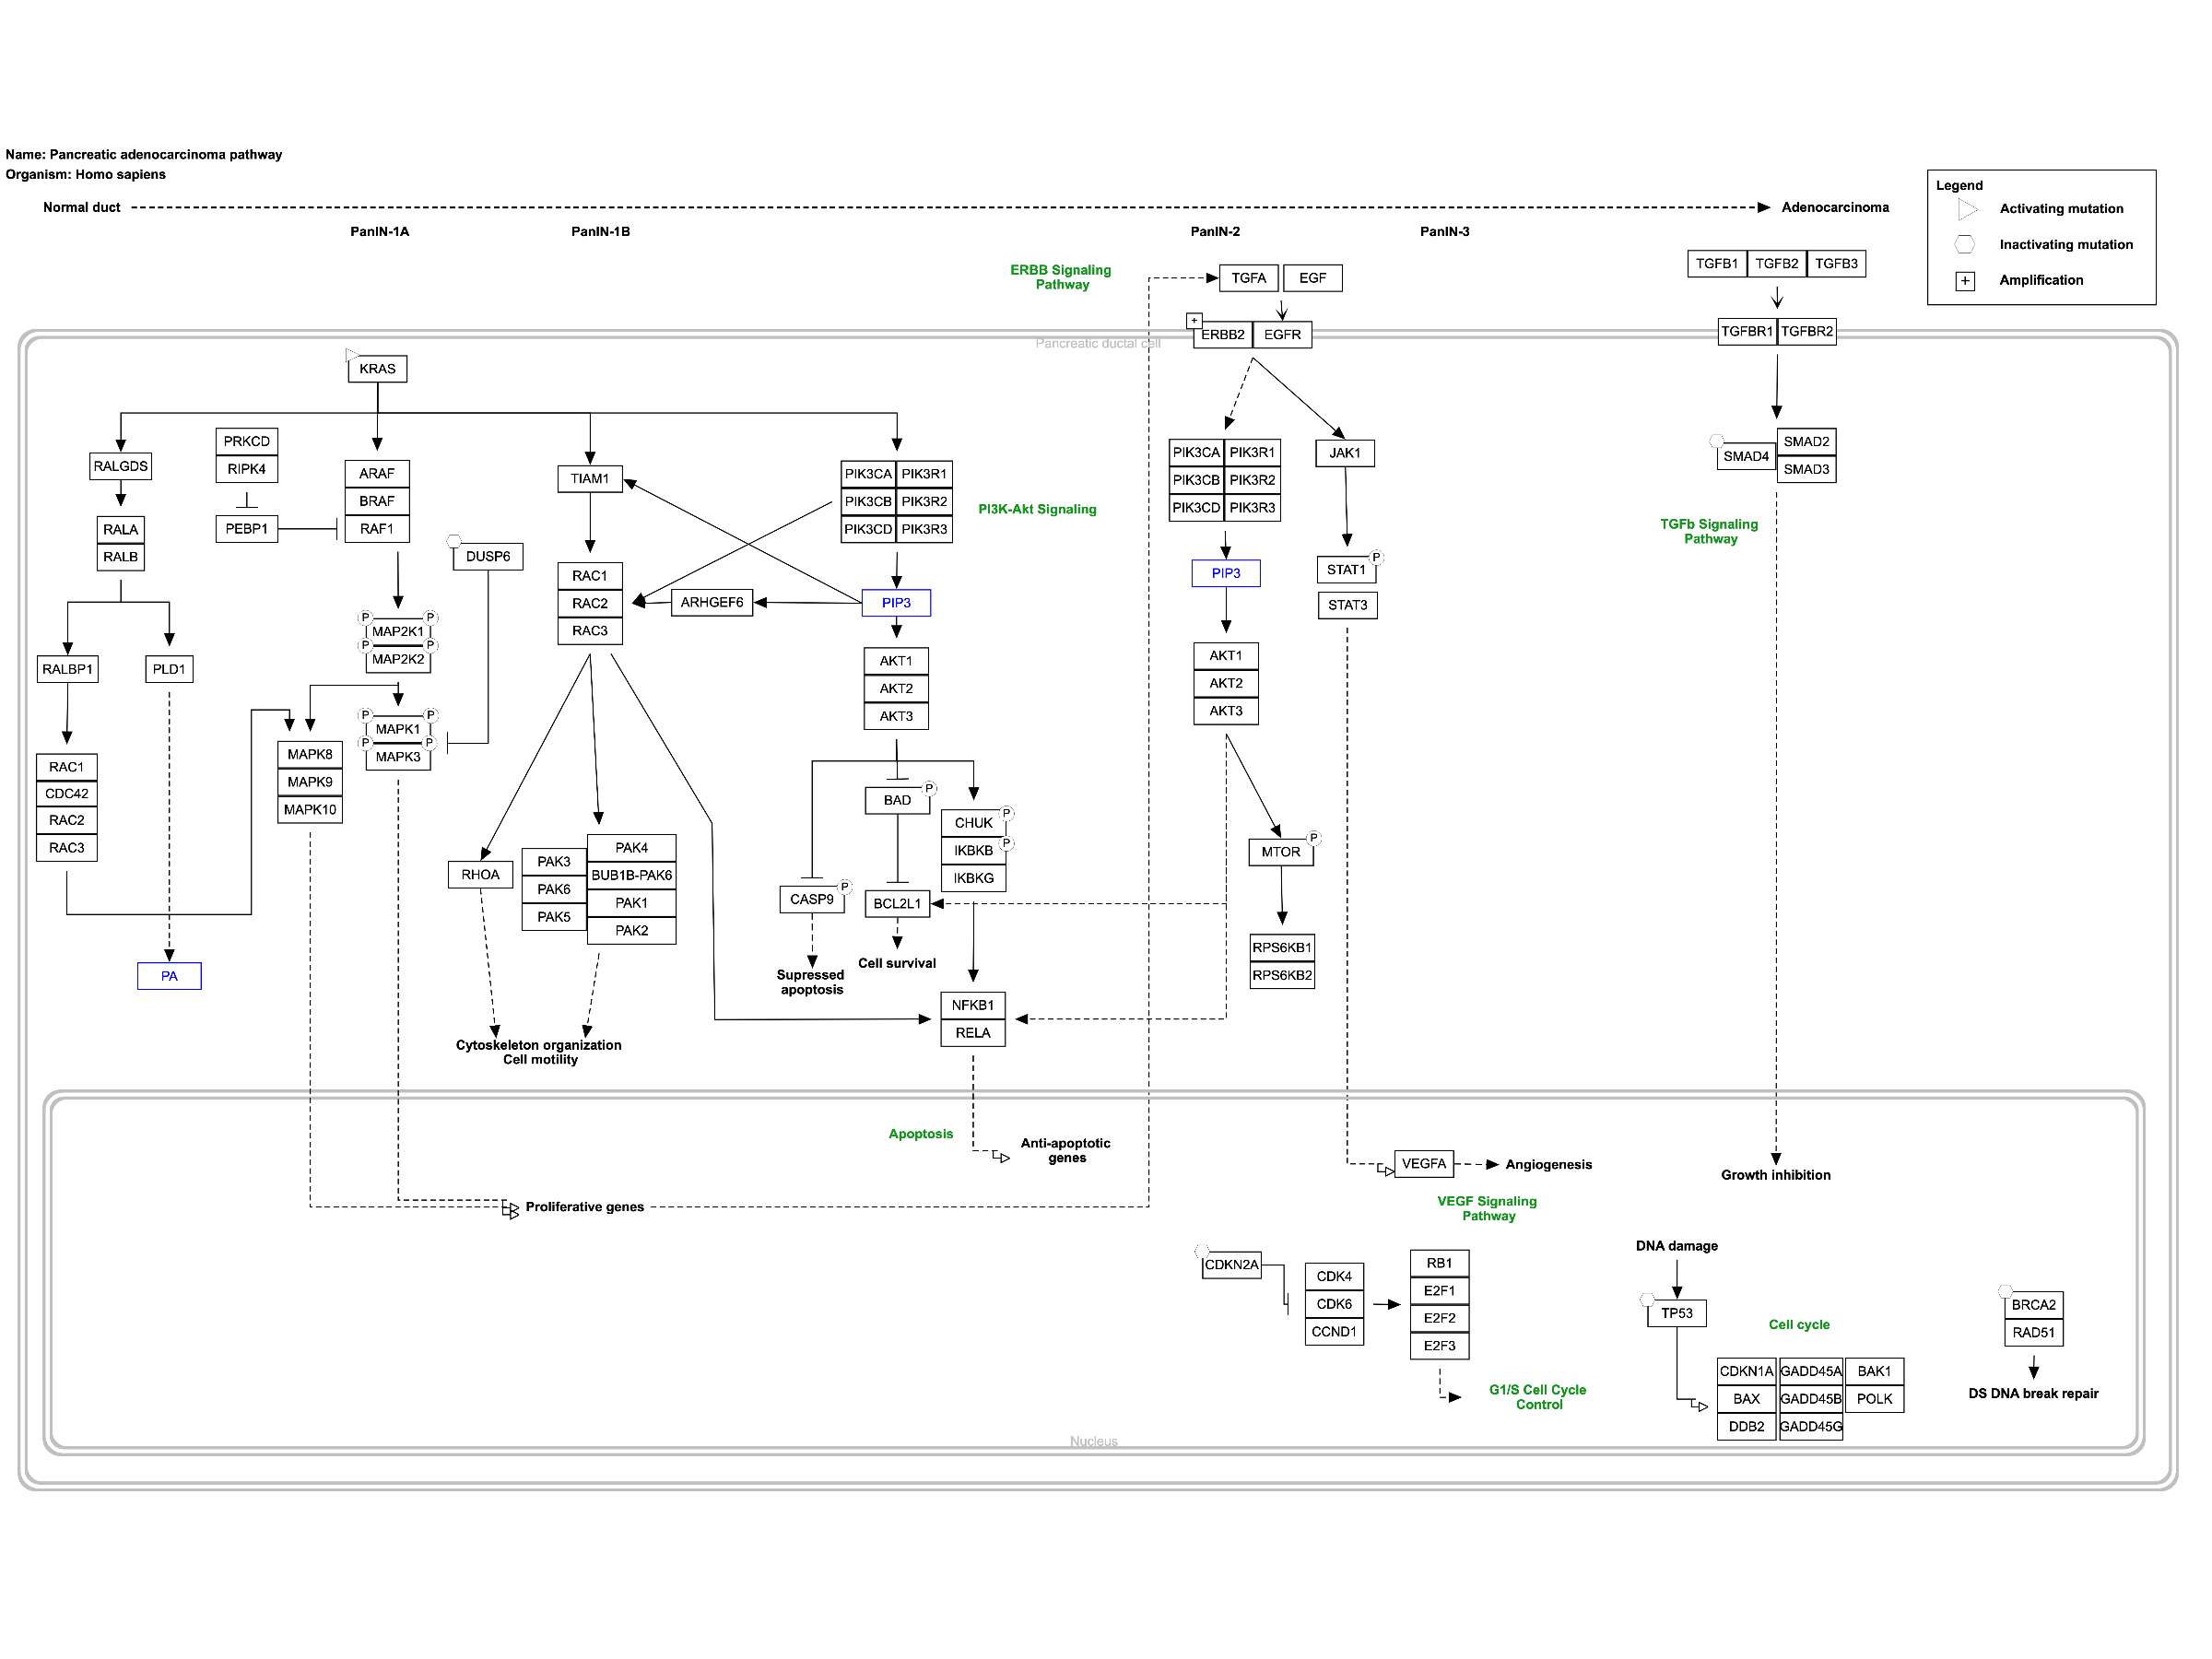 Name: Pancreatic adenocarcinoma pathway
Organism: Homo sapiens
Normal duct
Adenocarcinoma
PanIN-1A
PanIN-1B
PanIN-2
PanIN-3
Legend
Activating mutation
Inactivating mutation
+
Amplification
ERBB Signaling
Pathway
TGFA
EGF
TGFB1
TGFB2
TGFB3
+
ERBB2
EGFR
TGFBR1
TGFBR2
Pancreatic ductal cell
KRAS
RALGDS
PRKCD
RIPK4
PEBP1
ARAF
BRAF
RAF1
TIAM1
PIK3CA
PIK3R1
PIK3CB
PIK3R2
PIK3CD
PIK3R3
PI3K-Akt Signaling
PIK3CA
PIK3R1
PIK3CB
PIK3R2
PIK3CD
PIK3R3
JAK1
SMAD4
SMAD2
SMAD3
TGFb Signaling
Pathway
RALA
RALB
DUSP6
RAC1
RAC2
RAC3
ARHGEF6
PIP3
PIP3
STAT1
P
STAT3
P
P
MAP2K1
P
P
MAP2K2
RALBP1
PLD1
AKT1
AKT2
AKT3
AKT1
AKT2
AKT3
P
P
MAPK1
P
P
MAPK3
MAPK8
MAPK9
MAPK10
RAC1
CDC42
RAC2
RAC3
BAD
P
CHUK
P
IKBKB
P
IKBKG
MTOR
P
RHOA
PAK3
PAK6
PAK5
PAK4
BUB1B-PAK6
PAK1
PAK2
CASP9
P
BCL2L1
RPS6KB1
RPS6KB2
PA
Supressed
apoptosis
Cell survival
NFKB1
RELA
Cytoskeleton organization
Cell motility
Apoptosis
Anti-apoptotic
genes
VEGFA
Angiogenesis
Growth inhibition
Proliferative genes
VEGF Signaling
Pathway
CDKN2A
CDK4
CDK6
CCND1
RB1
E2F1
E2F2
E2F3
G1/S Cell Cycle
Control
DNA damage
TP53
Cell cycle
CDKN1A
GADD45A
BAK1
BAX
GADD45B
POLK
DDB2
GADD45G
BRCA2
RAD51
DS DNA break repair
Nucleus